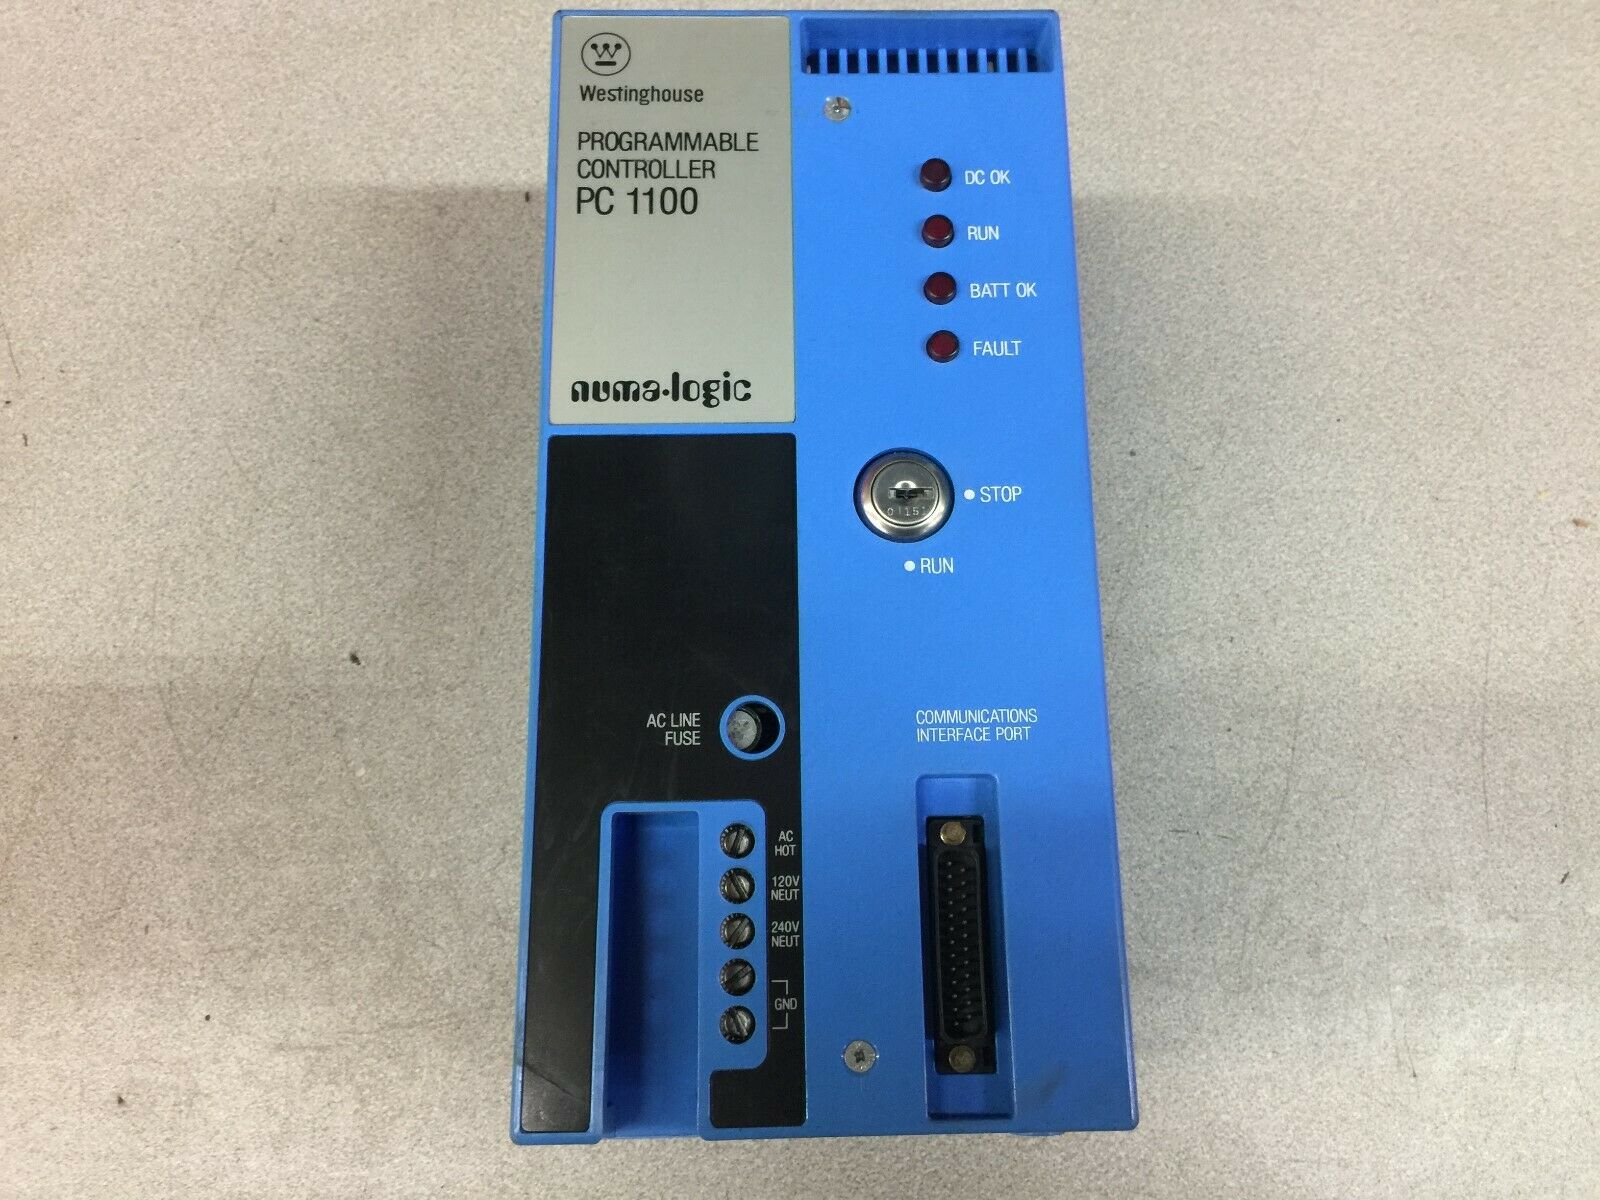 Westinghouse
PROGRAMMABLE
CONTROLLER
PC 1100
numa·logic
DC OK
RUN
BATT OK
FAULT
STOP
RUN
AC LINE
FUSE
COMMUNICATIONS
INTERFACE PORT
AC
HOT
120V
NEUT
240V
NEUT
GND